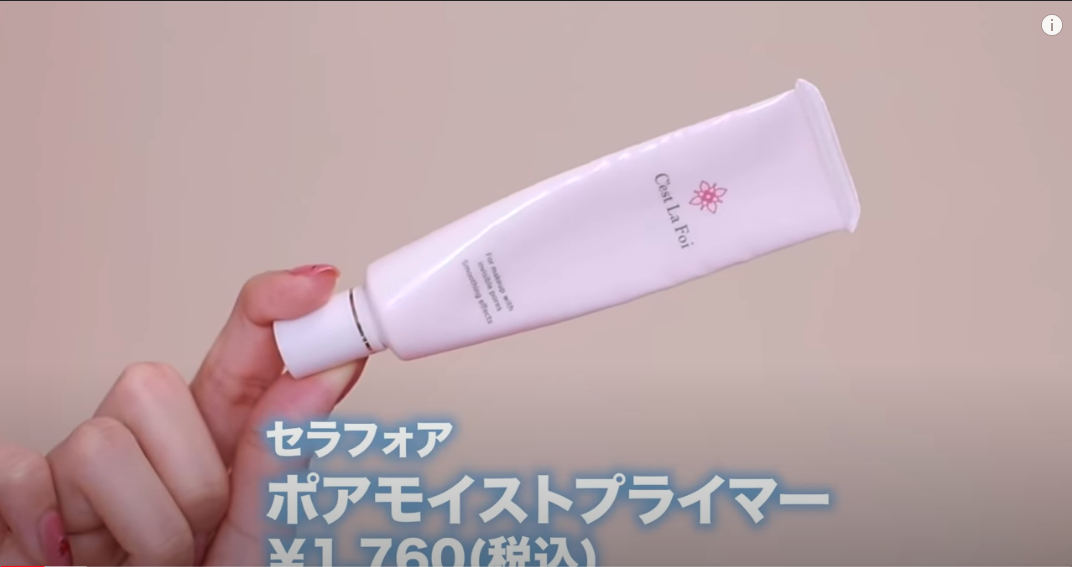 C'est La Foi
For makeup with
invisible pores
Smoothing effects
セラフォア
ポアモイストプライマー
¥1,760(税込)